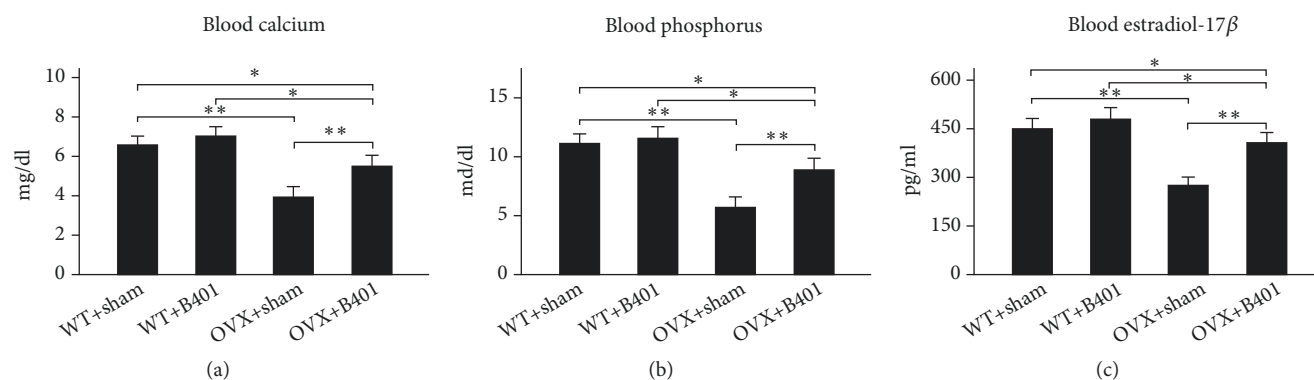 Blood calcium
10
*
*
8
**
**
6
mg/dl
4
2
0
WT+sham
WT+B401
OVX+sham
OVX+B401
(a)
Blood phosphorus
15
*
*
**
**
10
md/dl
5
0
WT+sham
WT+B401
OVX+sham
OVX+B401
(b)
Blood estradiol-17β
600
*
*
**
**
450
pg/ml
300
150
0
WT+sham
WT+B401
OVX+sham
OVX+B401
(c)